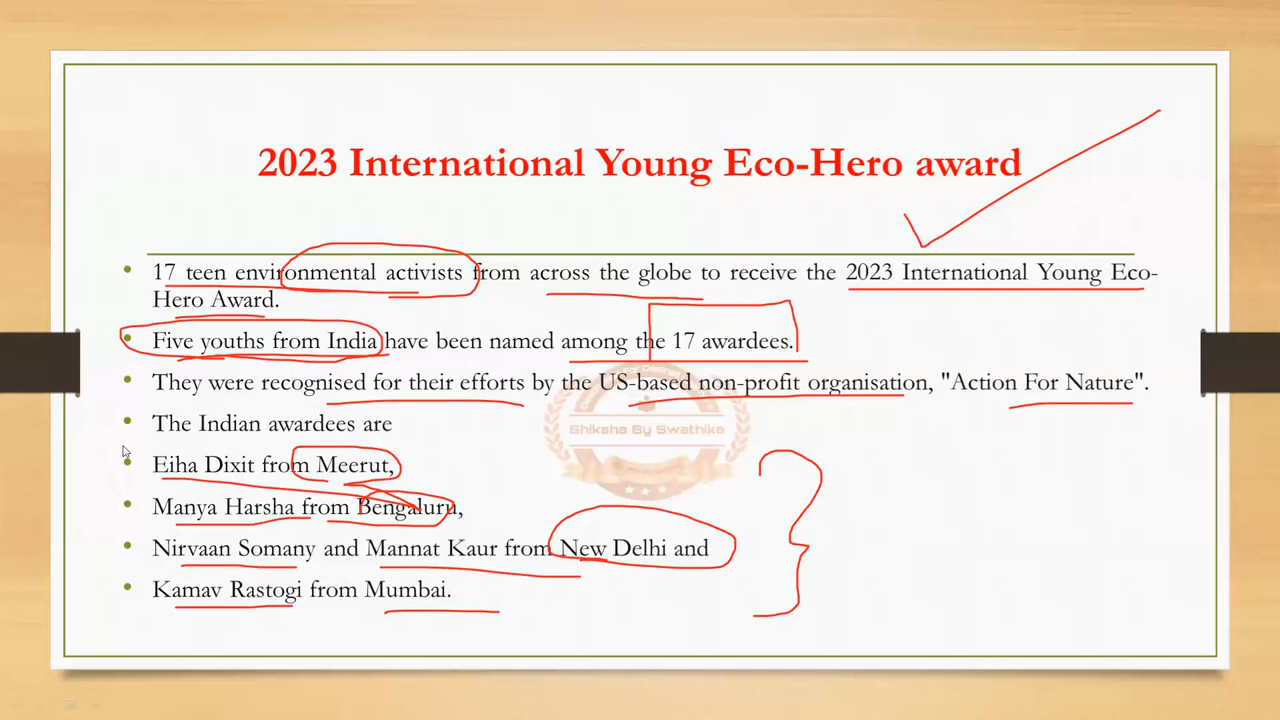 2023 International Young Eco-Hero award
17 teen environmental activists from across the globe to receive the 2023 International Young Eco-
Hero Award.
Five youths from India have been named among the 17 awardees.
They were recognised for their efforts by the US-based non-profit organisation, "Action For Nature".
Shiksha By Swathika
The Indian awardees are
Eiha Dixit from Meerut,
Manya Harsha from Bengaluru,
Nirvaan Somany and Mannat Kaur from New Delhi and
Kamav Rastogi from Mumbai.